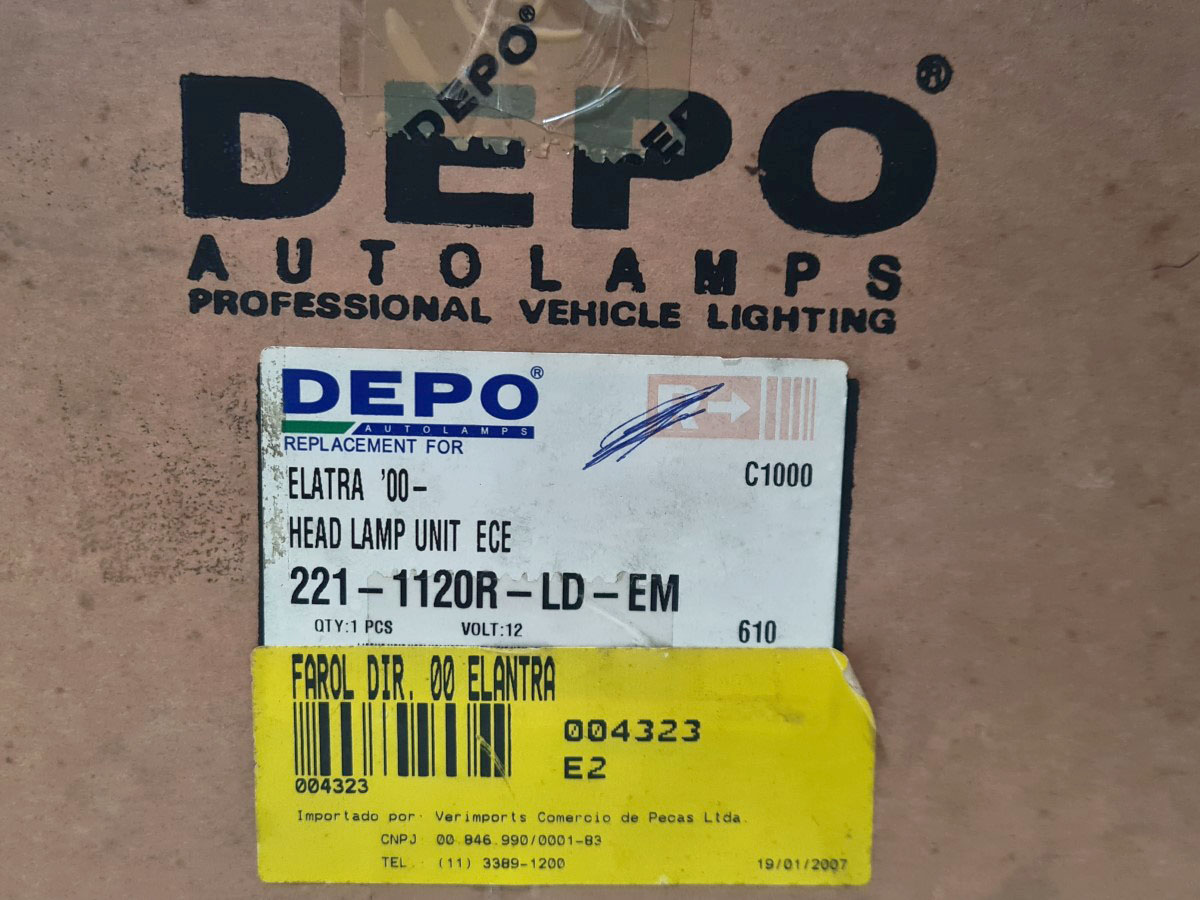 DEPO®
DEPO®
EP
AUTOLAMPS
PROFESSIONAL VEHICLE LIGHTING
DEPO®
AUTOLAMPS
REPLACEMENT FOR
R→
ELATRA '00-
C1000
HEAD LAMP UNIT ECE
221-1120R-LD-EM
QTY:1 PCS VOLT:12
610
FAROL DIR. 00 ELANTRA
004323
E2
004323
Importado por: Verimports Comercio de Pecas Ltda.
CNPJ 00.846.990/0001-83
TEL.: (11) 3389-1200
19/01/2007